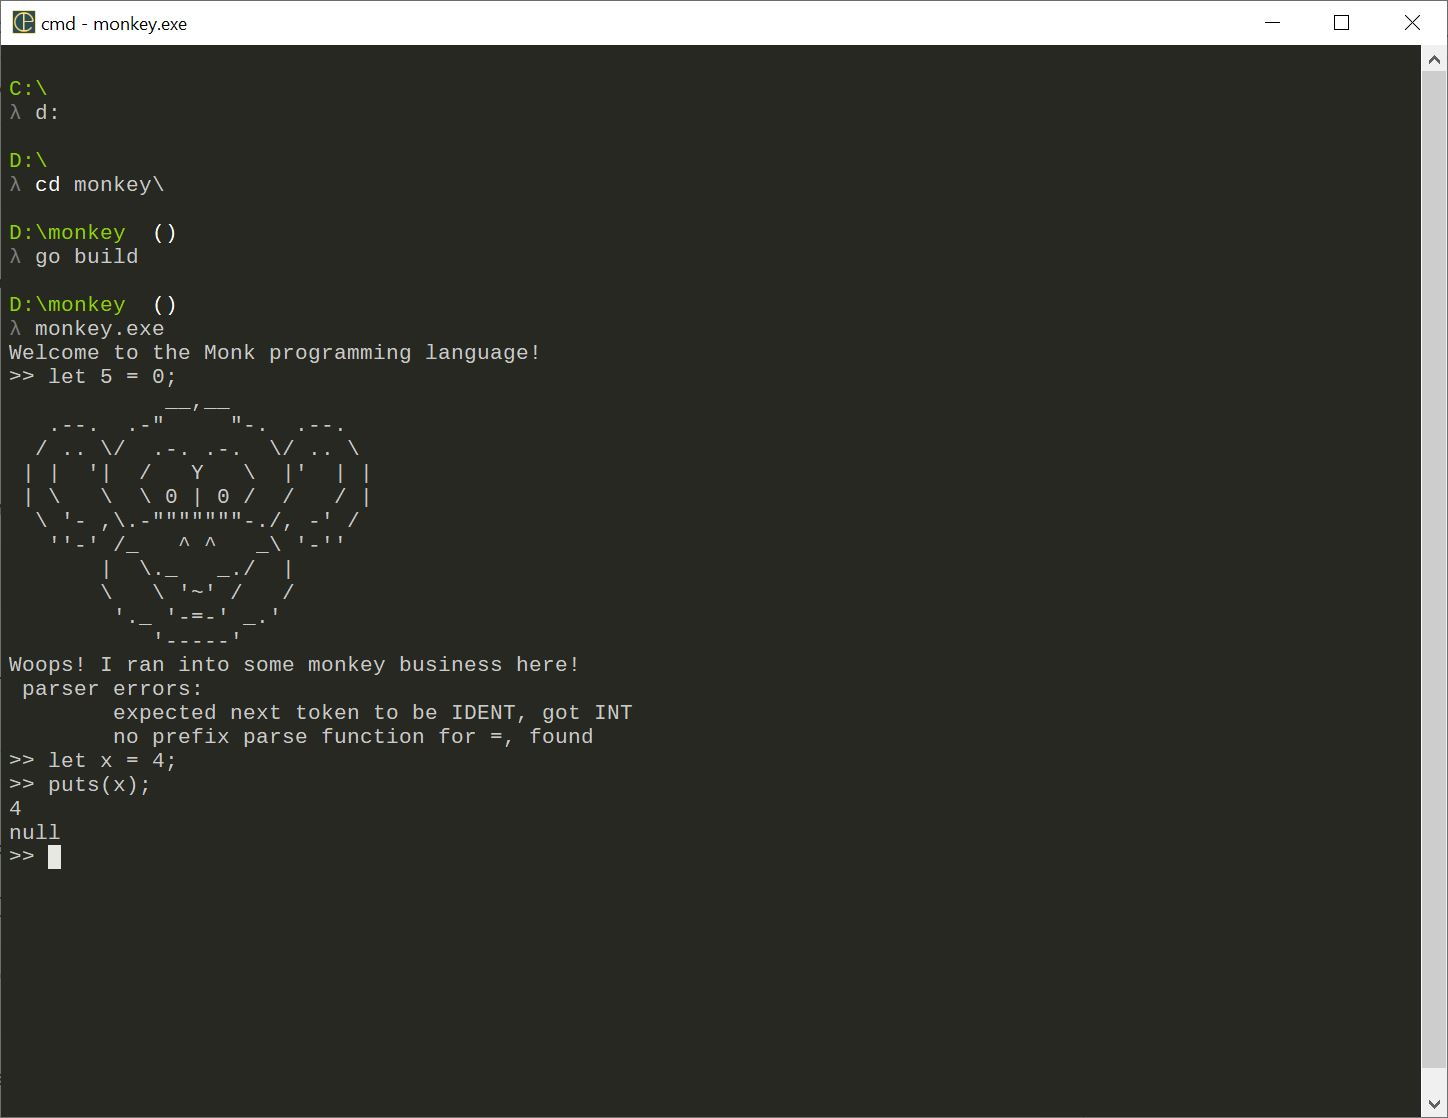 cmd - monkey.exe
C:\
λ d:
D:\
λ cd monkey\
D:\monkey  ()
λ go build
D:\monkey  ()
λ monkey.exe
Welcome to the Monk programming language!
>> let 5 = 0;
            __,__
   .--.  .-"     "-.  .--.
  / .. \/  .-. .-.  \/ .. \
 | |  '|  /   Y   \  |'  | |
 | \   \  \ 0 | 0 /  /   / |
  \ '- ,\.-"""""""-./, -' /
   ''-' /_   ^ ^   _\ '-''
       |  \._   _./  |
       \   \ '~' /   /
        '._ '-=-' _.'
           '-----'
Woops! I ran into some monkey business here!
 parser errors:
        expected next token to be IDENT, got INT
        no prefix parse function for =, found
>> let x = 4;
>> puts(x);
4
null
>>